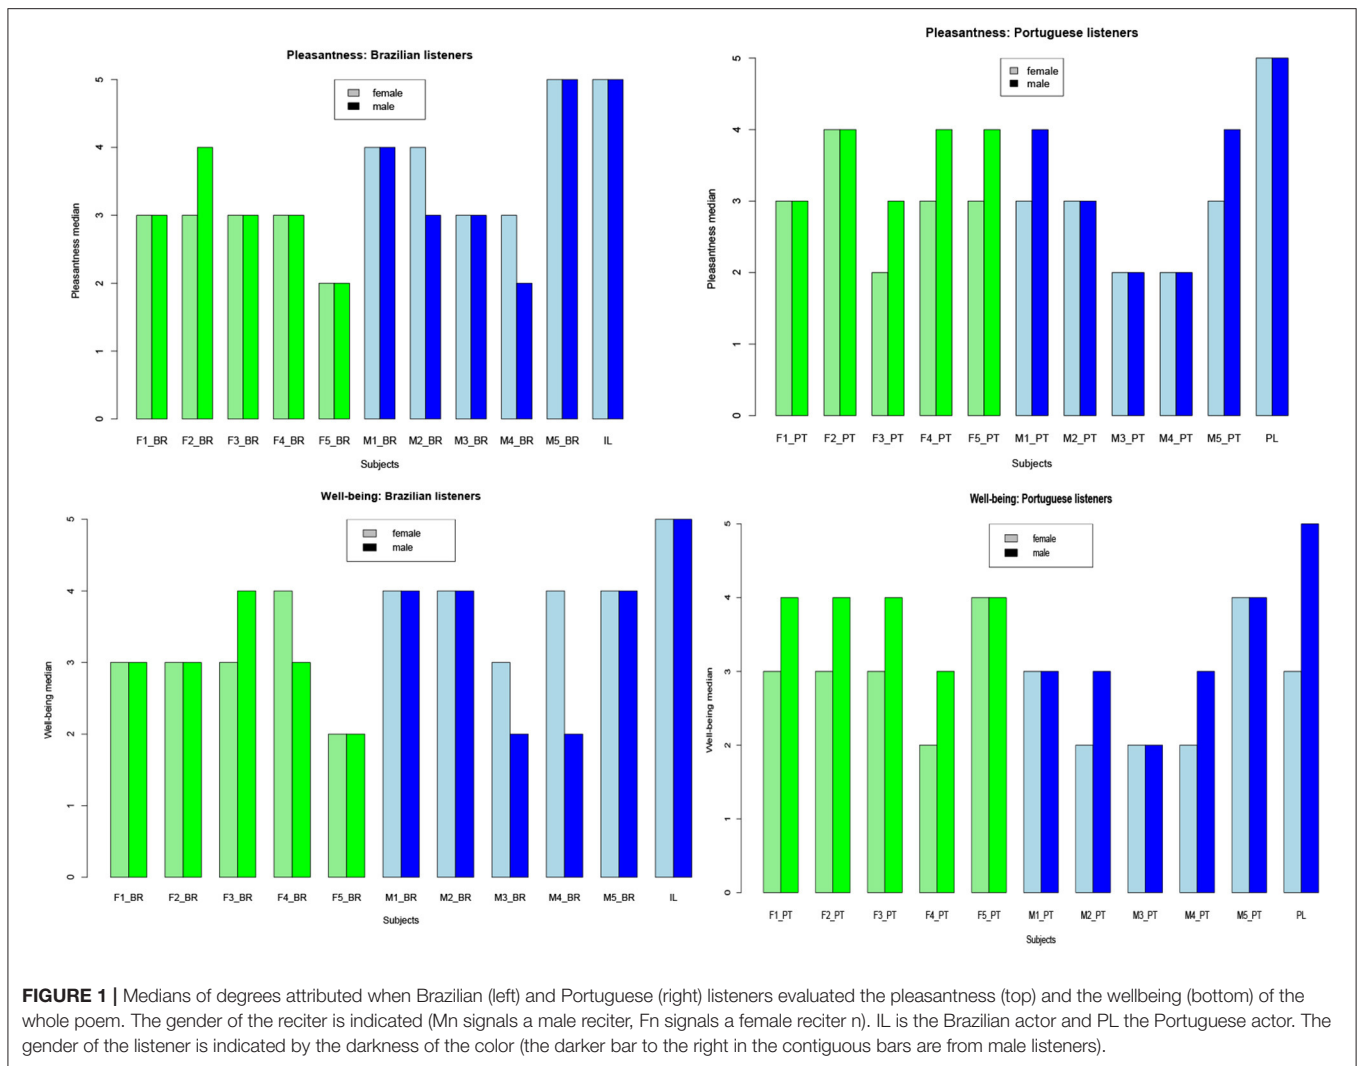 Pleasantness: Brazilian listeners
female
male
Pleasantness median
5
4
3
2
1
0
F1_BR F2_BR F3_BR F4_BR F5_BR M1_BR M2_BR M3_BR M4_BR M5_BR IL
Subjects
Pleasantness: Portuguese listeners
female
male
Pleasantness median
5
4
3
2
1
0
F1_PT F2_PT F3_PT F4_PT F5_PT M1_PT M2_PT M3_PT M4_PT M5_PT PL
Subjects
Well-being: Brazilian listeners
female
male
Well-being median
5
4
3
2
1
0
F1_BR F2_BR F3_BR F4_BR F5_BR M1_BR M2_BR M3_BR M4_BR M5_BR IL
Subjects
Well-being: Portuguese listeners
female
male
Well-being median
5
4
3
2
1
0
F1_PT F2_PT F3_PT F4_PT F5_PT M1_PT M2_PT M3_PT M4_PT M5_PT PL
Subjects
FIGURE 1 | Medians of degrees attributed when Brazilian (left) and Portuguese (right) listeners evaluated the pleasantness (top) and the wellbeing (bottom) of the
whole poem. The gender of the reciter is indicated (Mn signals a male reciter, Fn signals a female reciter n). IL is the Brazilian actor and PL the Portuguese actor. The
gender of the listener is indicated by the darkness of the color (the darker bar to the right in the contiguous bars are from male listeners).